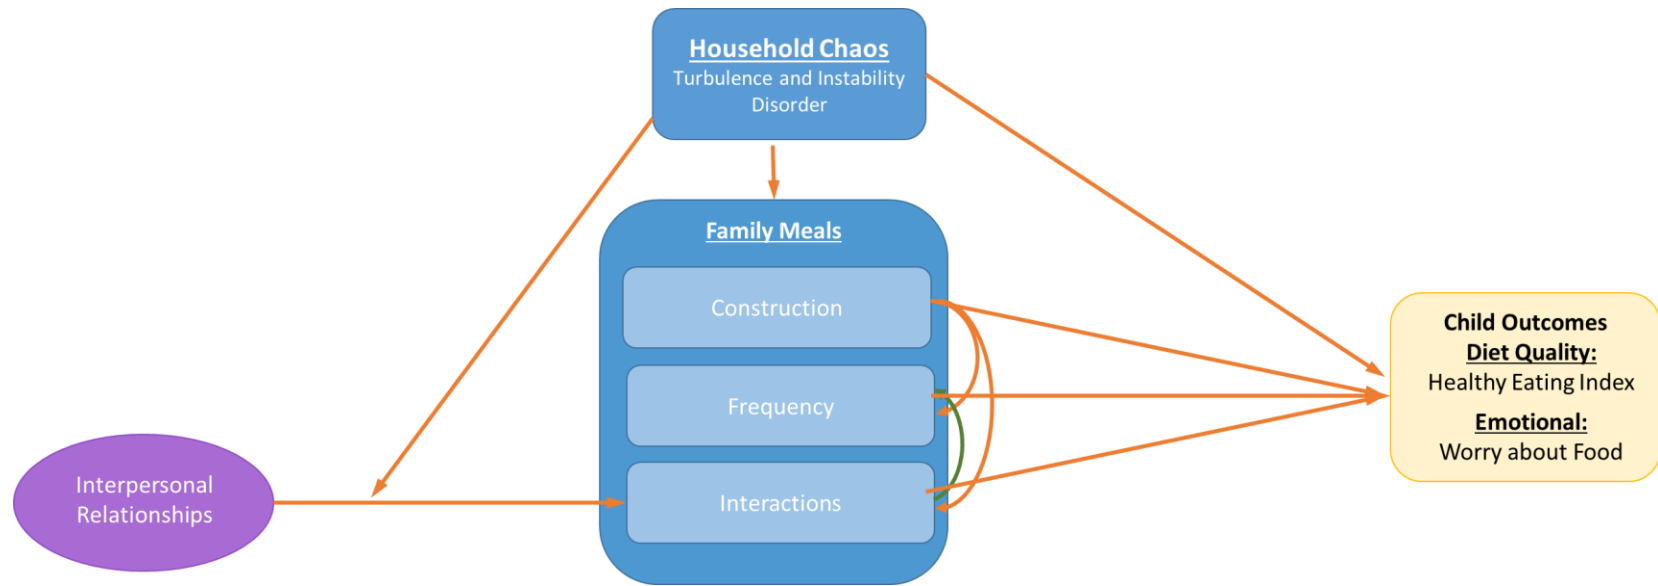 Household Chaos
Turbulence and Instability
Disorder
Family Meals
Construction
Frequency
Interactions
Interpersonal
Relationships
Child Outcomes
Diet Quality:
Healthy Eating Index
Emotional:
Worry about Food